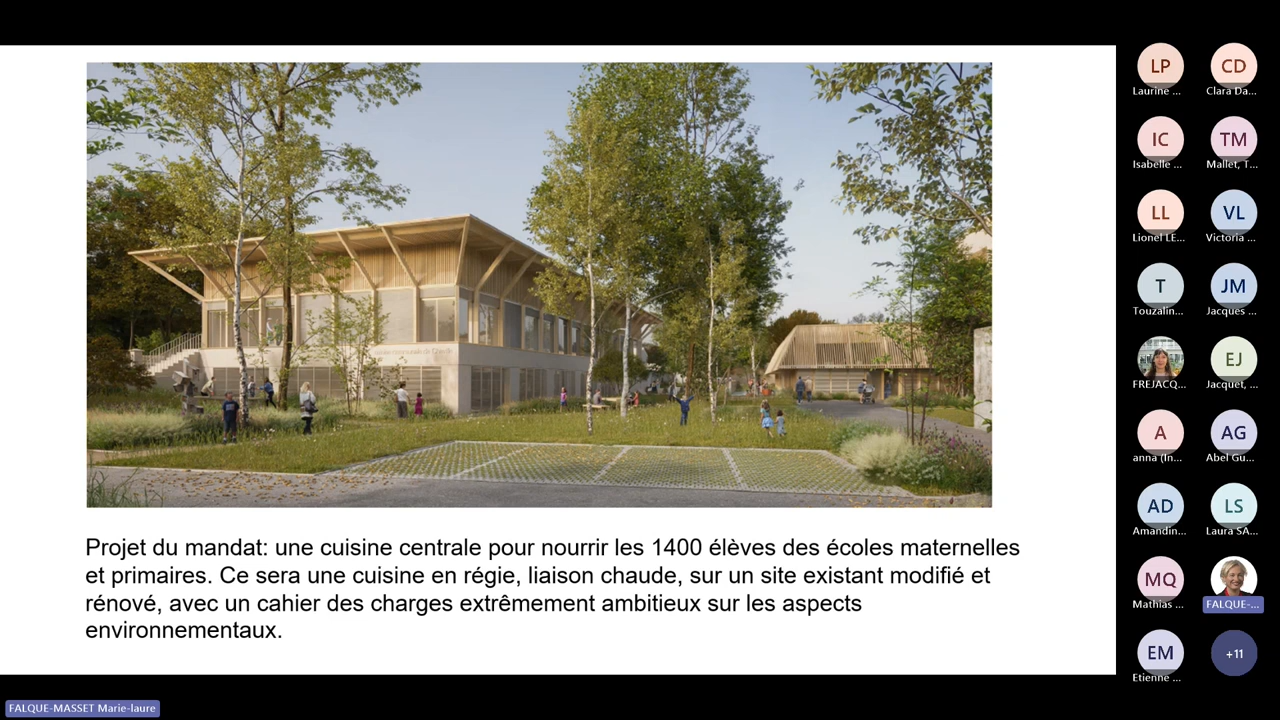 Projet du mandat: une cuisine centrale pour nourrir les 1400 élèves des écoles maternelles
et primaires. Ce sera une cuisine en régie, liaison chaude, sur un site existant modifié et
rénové, avec un cahier des charges extrêmement ambitieux sur les aspects
environnementaux.
LP
Laurine ...
CD
Clara Da...
IC
Isabelle ...
TM
Mallet, T...
LL
Lionel LE...
VL
Victoria ...
T
Touzalin...
JM
Jacques ...
FREJACQ...
EJ
Jacquet, ...
A
anna (In...
AG
Abel Gu...
AD
Amandin...
LS
Laura SA...
MQ
Mathias ...
FALQUE-...
EM
Etienne ...
+11
FALQUE-MASSET Marie-laure